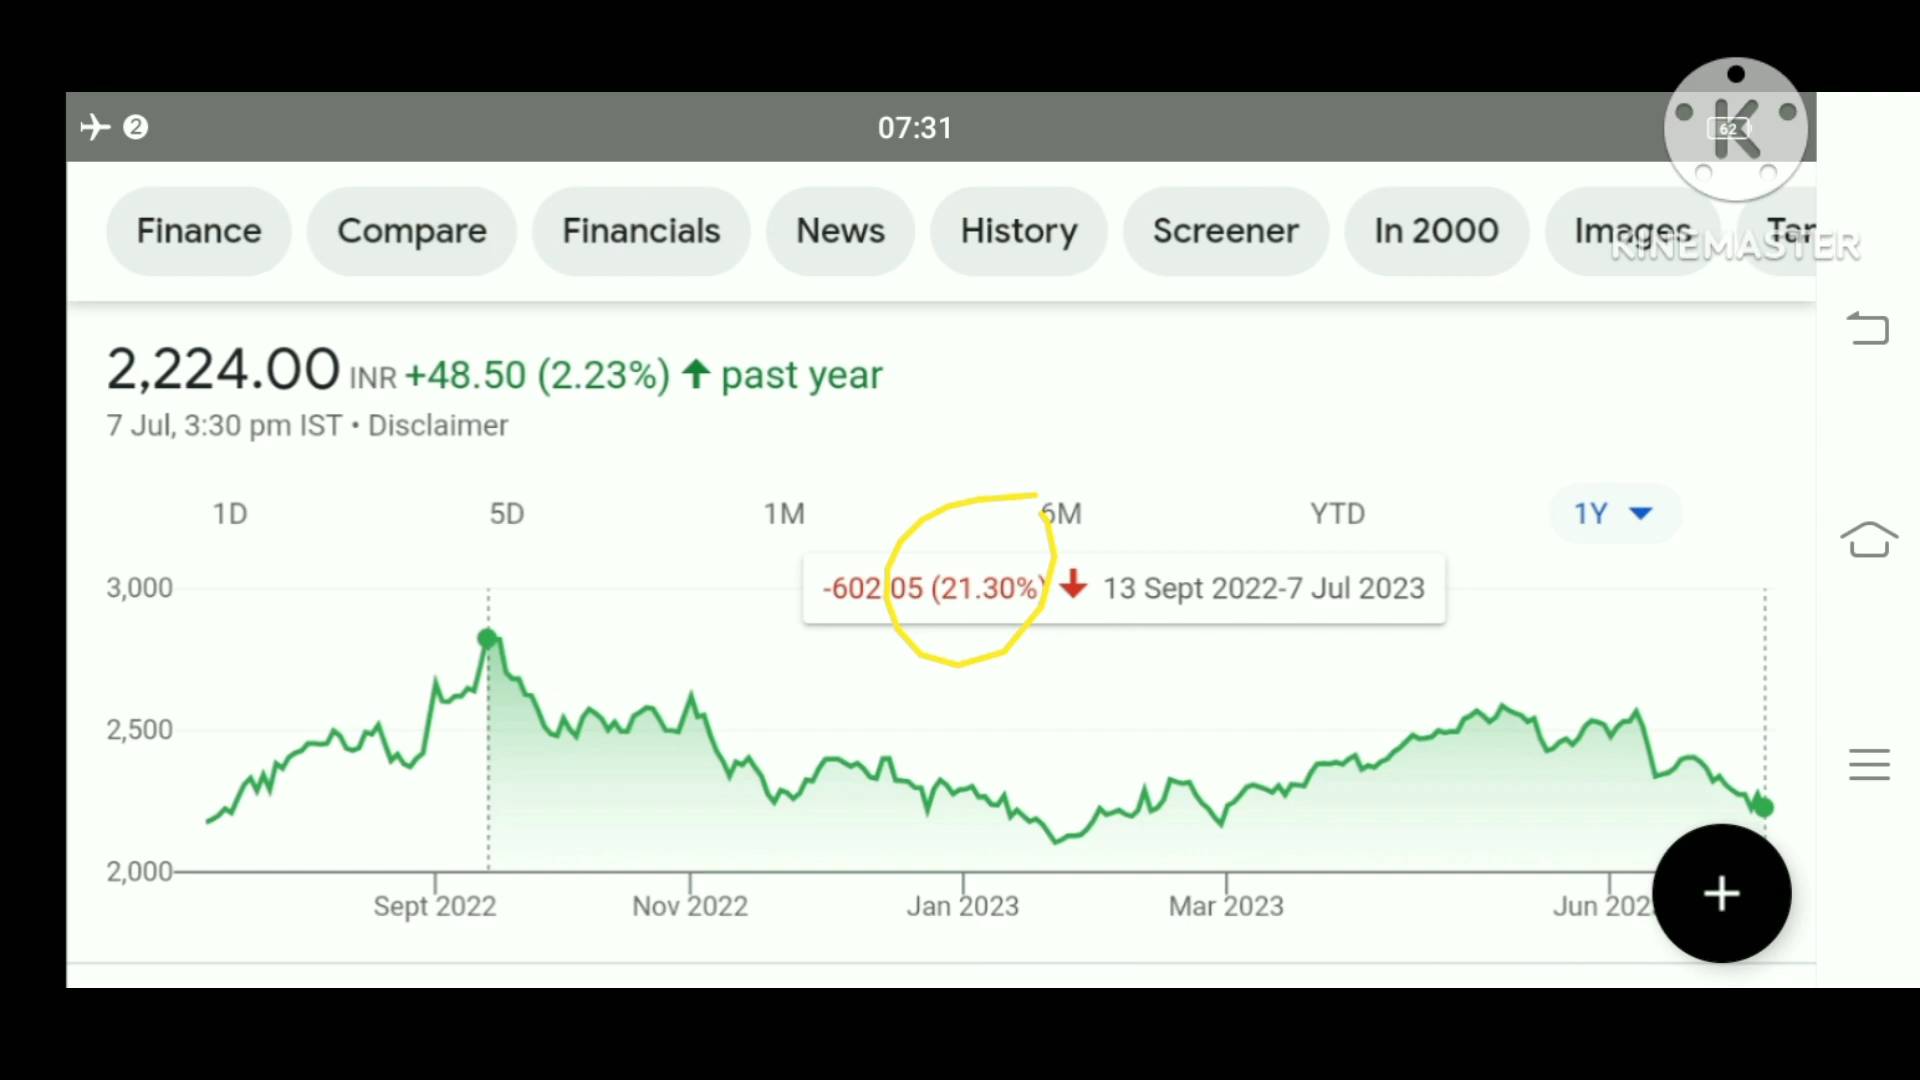 2 07:31 62
K
KINEMASTER
Finance Compare Financials News History Screener In 2000 Images
2,224.00 INR +48.50 (2.23%) past year
7 Jul, 3:30 pm IST • Disclaimer
1D 5D 1M 6M YTD 1Y
-602.05 (21.30%) 13 Sept 2022-7 Jul 2023
3,000
2,500
2,000
Sept 2022 Nov 2022 Jan 2023 Mar 2023 Jun